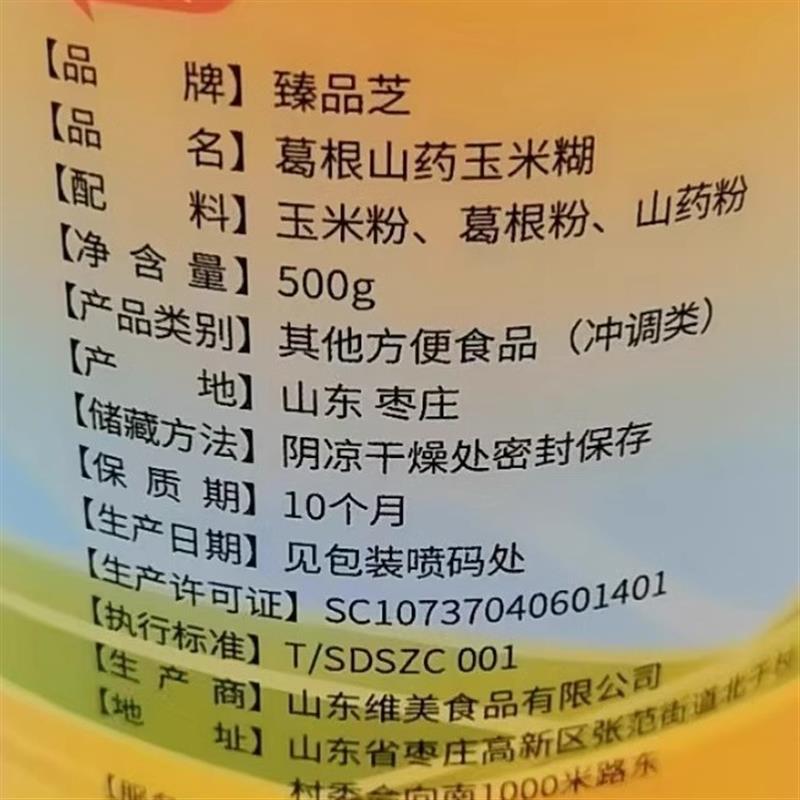 【品牌】臻品芝
【品名】葛根山药玉米糊
【配料】玉米粉、葛根粉、山药粉
【净含量】500g
【产品类别】其他方便食品（冲调类）
【产地】山东 枣庄
【储藏方法】阴凉干燥处密封保存
【保质期】10个月
【生产日期】见包装喷码处
【生产许可证】SC10737040601401
【执行标准】T/SDSZC 001
【生产商】山东维美食品有限公司
【地址】山东省枣庄高新区张范街道北于
村委会向南1000米路东